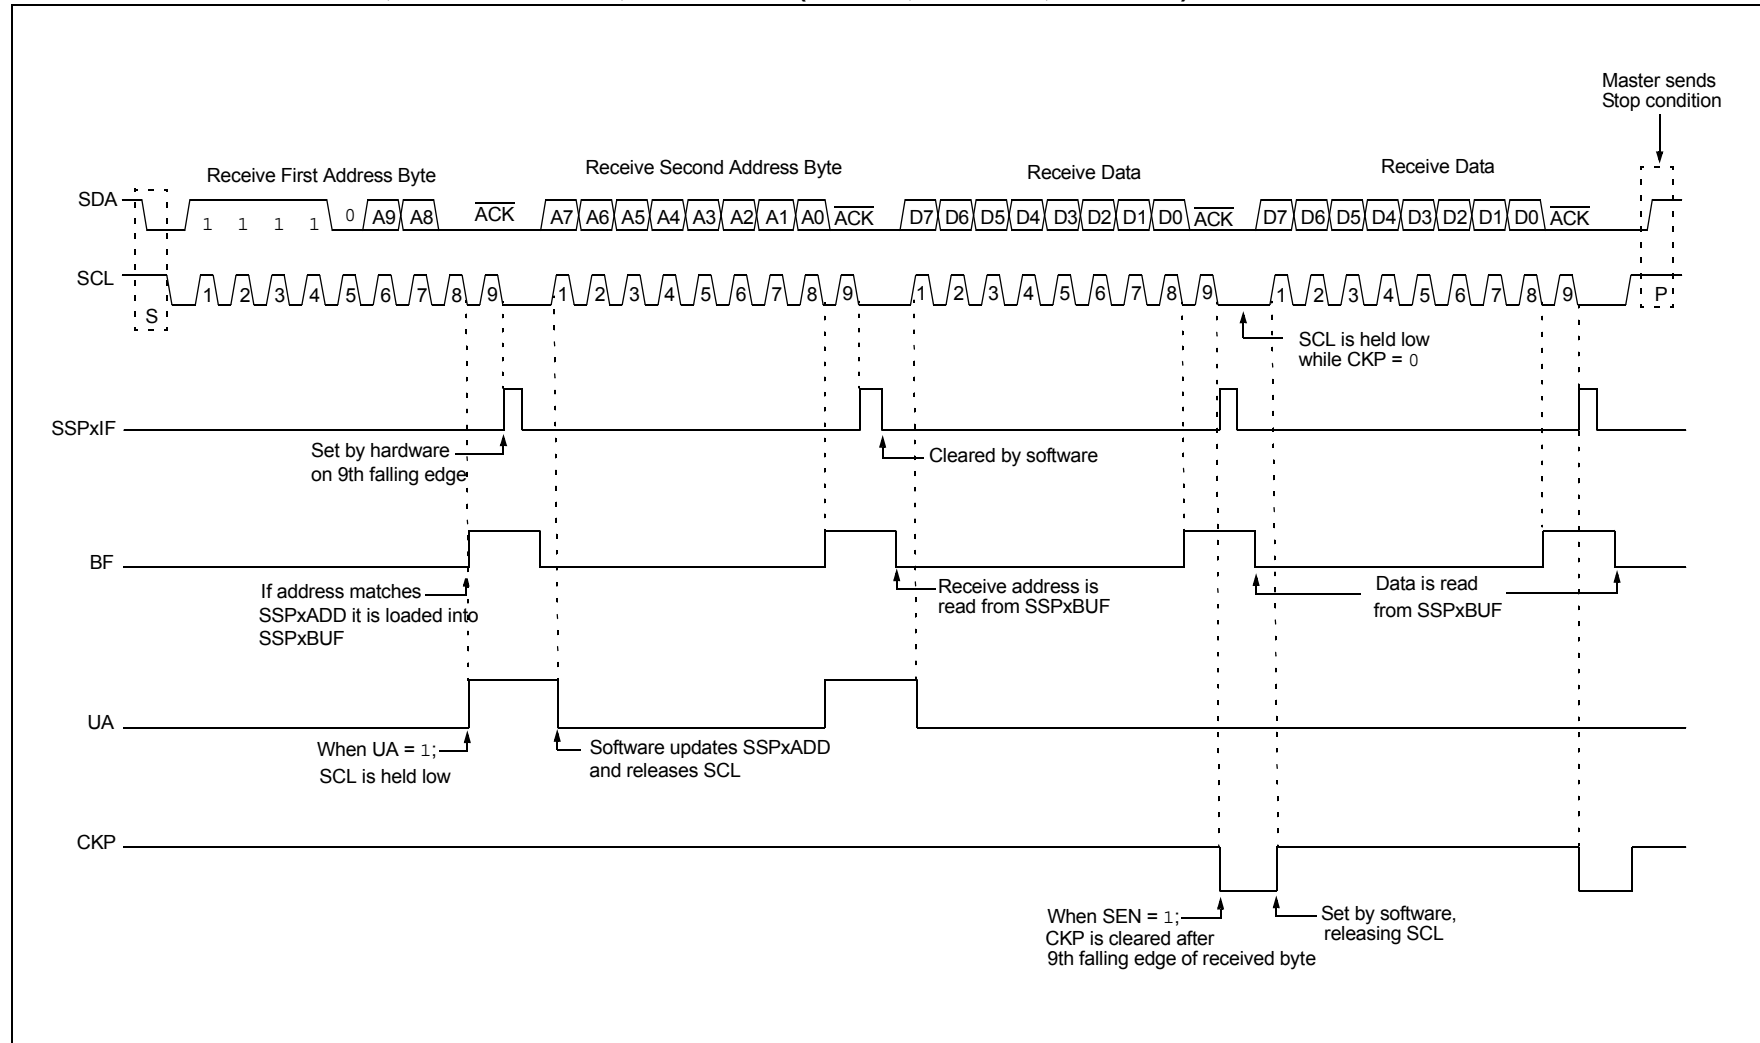 Master sends
Stop condition
Receive First Address Byte
Receive Second Address Byte
Receive Data
Receive Data
SDA
1 1 1 1 0 A9 A8 ACK A7 A6 A5 A4 A3 A2 A1 A0 ACK D7 D6 D5 D4 D3 D2 D1 D0 ACK D7 D6 D5 D4 D3 D2 D1 D0 ACK
SCL
S 1 2 3 4 5 6 7 8 9 1 2 3 4 5 6 7 8 9 1 2 3 4 5 6 7 8 9 1 2 3 4 5 6 7 8 9 P
SCL is held low
while CKP = 0
SSPxIF
Set by hardware
on 9th falling edge
Cleared by software
BF
If address matches
SSPxADD it is loaded into
SSPxBUF
Receive address is
read from SSPxBUF
Data is read
from SSPxBUF
UA
When UA = 1;
SCL is held low
Software updates SSPxADD
and releases SCL
CKP
When SEN = 1;
CKP is cleared after
9th falling edge of received byte
Set by software,
releasing SCL